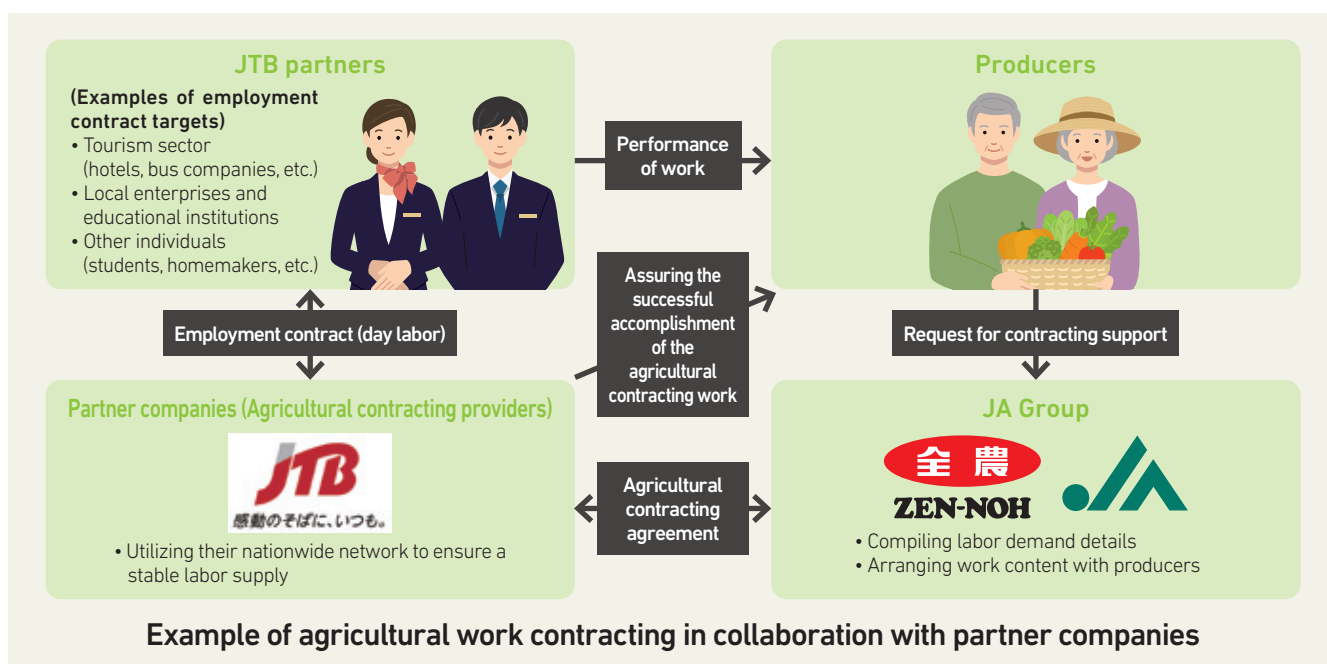 JTB partners
(Examples of employment
contract targets)
• Tourism sector
(hotels, bus companies, etc.)
• Local enterprises and
educational institutions
• Other individuals
(students, homemakers, etc.)
Performance
of work
Producers
Employment contract (day labor)
Assuring the
successful
accomplishment
of the
agricultural
contracting work
Request for contracting support
Partner companies (Agricultural contracting providers)
JTB
感動のそばに、いつも。
• Utilizing their nationwide network to ensure a
stable labor supply
Agricultural
contracting
agreement
JA Group
全農
ZEN-NOH
• Compiling labor demand details
• Arranging work content with producers
Example of agricultural work contracting in collaboration with partner companies